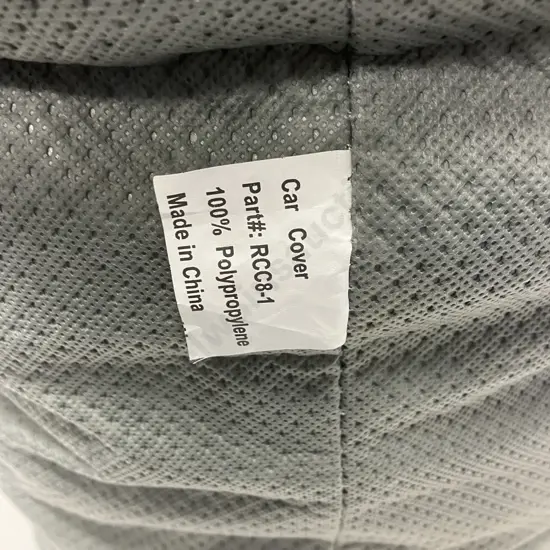 Car Cover
Part#: RCC8-1
100% Polypropylene
Made in China